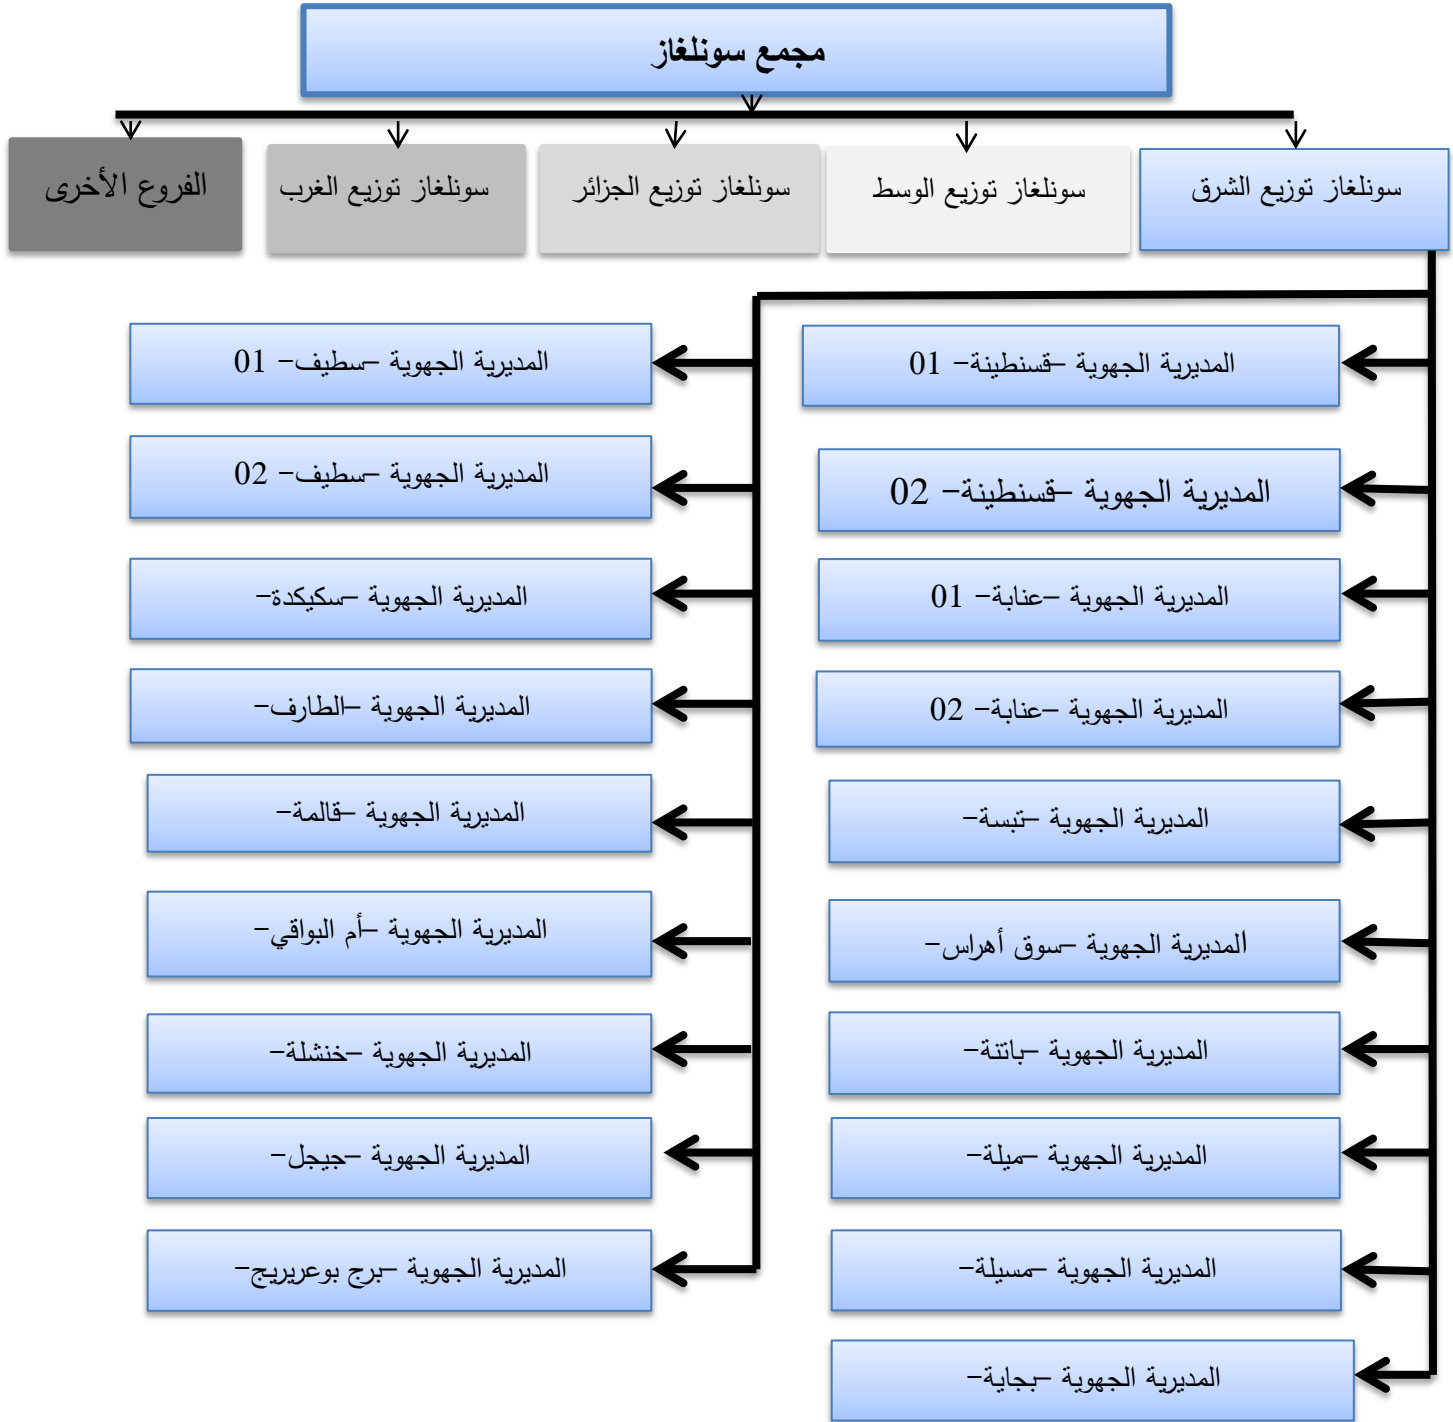 مجمع سونلغاز
سونلغاز توزيع الشرق
سونلغاز توزيع الوسط
سونلغاز توزيع الجزائر
سونلغاز توزيع الغرب
الفروع الأخرى
المديرية الجهوية –قسنطينة- 01
المديرية الجهوية –قسنطينة- 02
المديرية الجهوية –عنابة- 01
المديرية الجهوية –عنابة- 02
المديرية الجهوية –تبسة-
المديرية الجهوية –سوق أهراس-
المديرية الجهوية –باتنة-
المديرية الجهوية –ميلة-
المديرية الجهوية –مسيلة-
المديرية الجهوية –بجاية-
المديرية الجهوية –سطيف- 01
المديرية الجهوية –سطيف- 02
المديرية الجهوية –سكيكدة-
المديرية الجهوية –الطارف-
المديرية الجهوية –قالمة-
المديرية الجهوية –أم البواقي-
المديرية الجهوية –خنشلة-
المديرية الجهوية –جيجل-
المديرية الجهوية –برج بوعريريج-